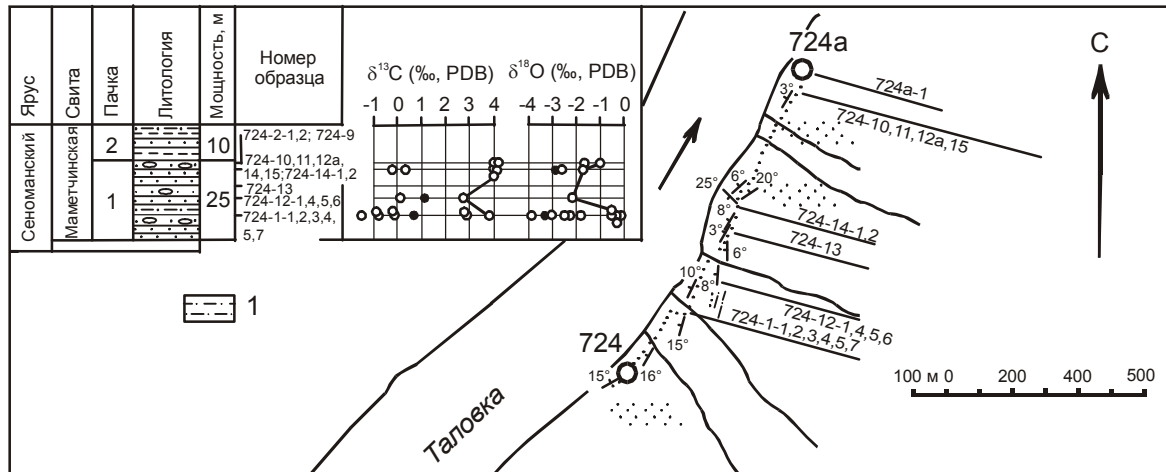 Ярус
Свита
Пачка
Литология
Мощность, м
Номер
образца
δ13C (‰, PDB)
δ18O (‰, PDB)
-1 0 1 2 3 4
-4 -3 -2 -1 0
Сеноманский
Маметчинская
2
10
724-2-1,2; 724-9
1
25
724-10,11,12а,
14,15;724-14-1,2
724-13
724-12-1,4,5,6
724-1-1,2,3,4,
5,7
1
724а
С
724а-1
3°
724-10,11,12а,15
25° 6° 20°
8°
724-14-1,2
3°
724-13
6°
10°
8°
724-12-1,4,5,6
724-1-1,2,3,4,5,7
724
15°
15° 16°
Таловка
100 м 0 200 400 500